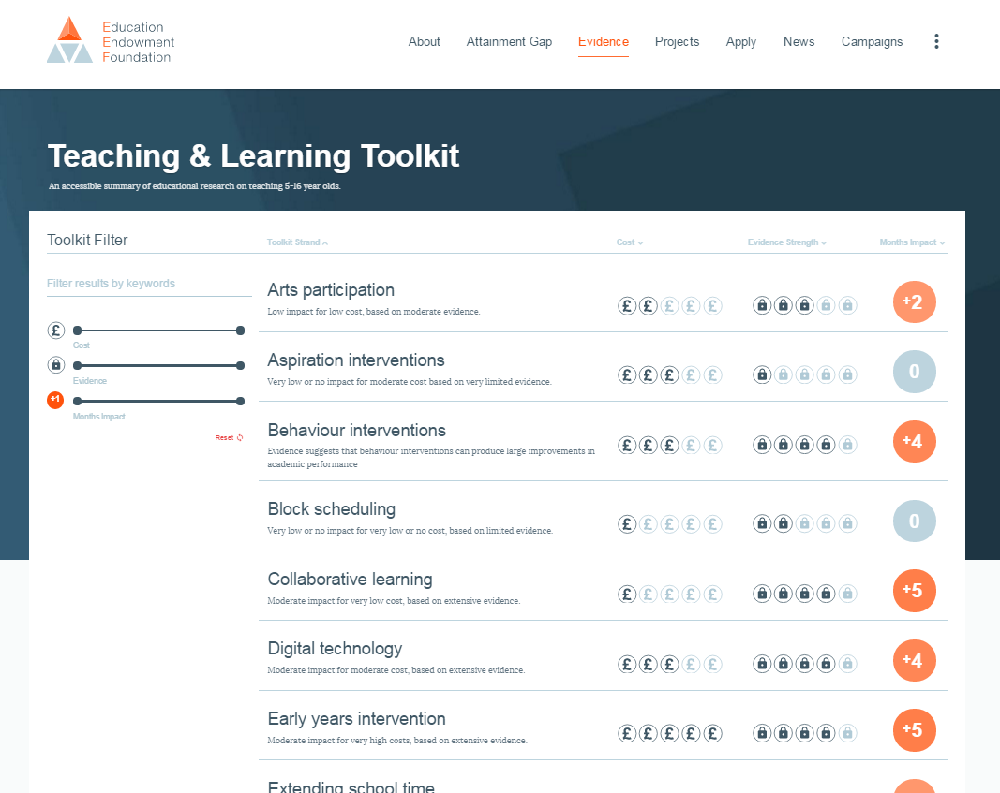 Education
Endowment
Foundation
About
Attainment Gap
Evidence
Projects
Apply
News
Campaigns
Teaching & Learning Toolkit
An accessible summary of educational research on teaching 5-16 year olds.
Toolkit Filter
Filter results by keywords
£
Cost
Evidence
+1
Months Impact
Reset
Toolkit Strand
Cost
Evidence Strength
Months Impact
Arts participation
Low impact for low cost, based on moderate evidence.
£ £ £ £ £
+2
Aspiration interventions
Very low or no impact for moderate cost based on very limited evidence.
£ £ £ £ £
0
Behaviour interventions
Evidence suggests that behaviour interventions can produce large improvements in
academic performance
£ £ £ £ £
+4
Block scheduling
Very low or no impact for very low or no cost, based on limited evidence.
£ £ £ £ £
0
Collaborative learning
Moderate impact for very low cost, based on extensive evidence.
£ £ £ £ £
+5
Digital technology
Moderate impact for moderate cost, based on extensive evidence.
£ £ £ £ £
+4
Early years intervention
Moderate impact for very high costs, based on extensive evidence.
£ £ £ £ £
+5
Extending school time